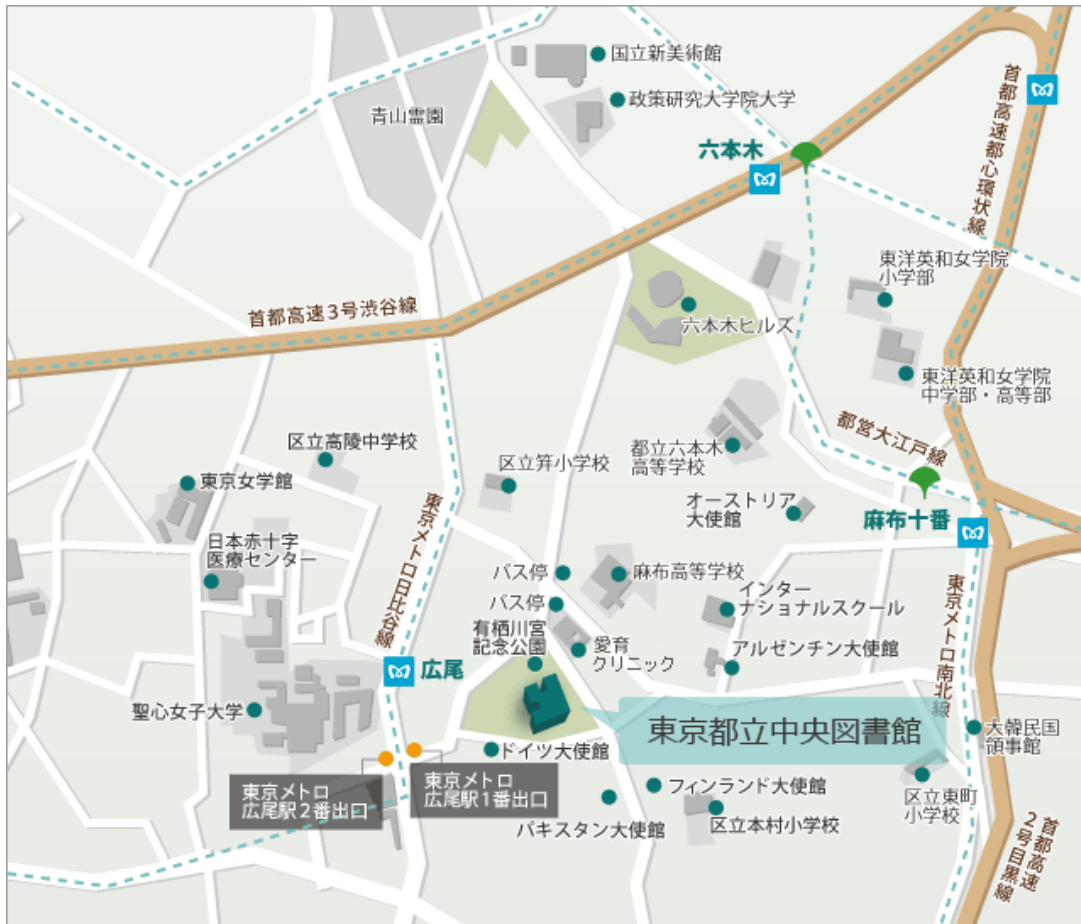 国立新美術館
政策研究大学院大学
青山霊園
六本木
首都高速都心環状線
東洋英和女学院
小学部
首都高速3号渋谷線
六本木ヒルズ
東洋英和女学院
中学部・高等部
区立高陵中学校
都立六本木
高等学校
都営大江戸線
区立笄小学校
東京女学館
オーストリア
大使館
麻布十番
東京メトロ日比谷線
日本赤十字
医療センター
バス停
麻布高等学校
インター
ナショナルスクール
東京メトロ南北線
バス停
有栖川宮
記念公園
愛育
クリニック
アルゼンチン大使館
広尾
聖心女子大学
東京都立中央図書館
大韓民国
領事館
ドイツ大使館
東京メトロ
広尾駅2番出口
東京メトロ
広尾駅1番出口
フィンランド大使館
区立東町
小学校
パキスタン大使館
区立本村小学校
首都高速
2号目黒線